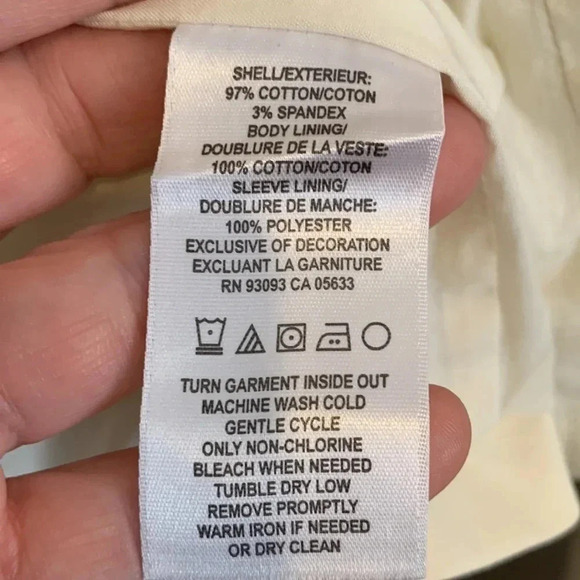 SHELL/EXTERIEUR:
97% COTTON/COTON
3% SPANDEX
BODY LINING/
DOUBLURE DE LA VESTE:
100% COTTON/COTON
SLEEVE LINING/
DOUBLURE DE MANCHE:
100% POLYESTER
EXCLUSIVE OF DECORATION
EXCLUANT LA GARNITURE
RN 93093 CA 05633
TURN GARMENT INSIDE OUT
MACHINE WASH COLD
GENTLE CYCLE
ONLY NON-CHLORINE
BLEACH WHEN NEEDED
TUMBLE DRY LOW
REMOVE PROMPTLY
WARM IRON IF NEEDED
OR DRY CLEAN